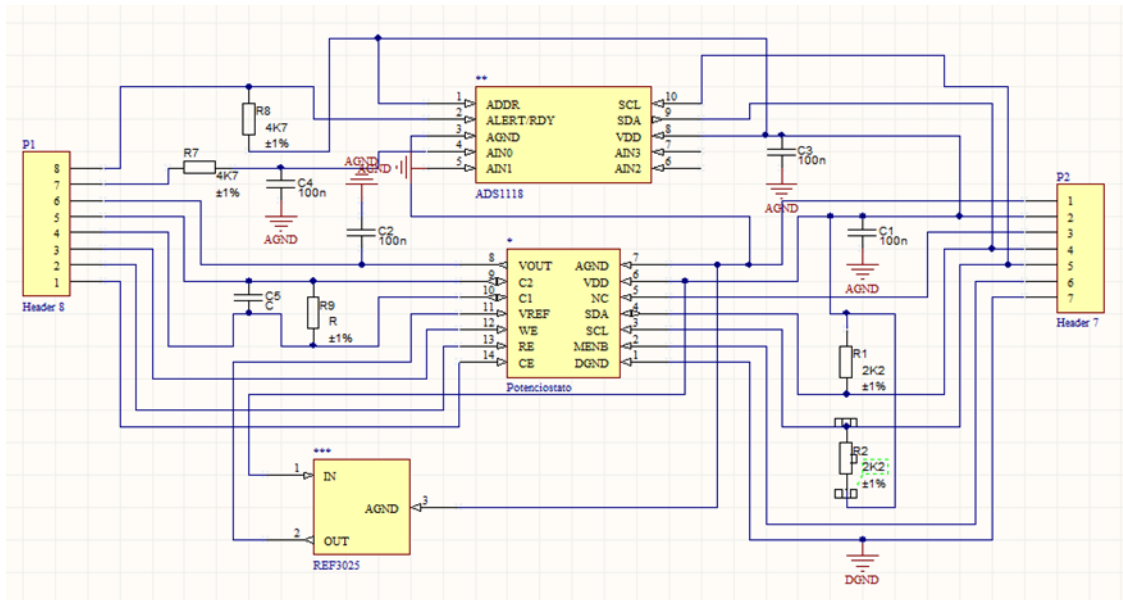 **
1 ADDR SCL 10
2 ALERT/RDY SDA 9
3 AGND VDD 8
4 AIN0 AIN3 7
5 AIN1 AIN2 6
ADS1118
R8
4K7
±1%
R7
4K7
±1%
C4
100n
AGND
AGND
AGND
C2
100n
C3
100n
AGND
P1
8
7
6
5
4
3
2
1
Header 8
P2
1
2
3
4
5
6
7
Header 7
C1
100n
AGND
*
8 VOUT AGND 7
9 C2 VDD 6
10 C1 NC 5
11 VREF SDA 4
12 WE SCL 3
13 RE MENB 2
14 CE DGND 1
Potenciostato
C5
C
R9
R
±1%
R1
2K2
±1%
R2
2K2
±1%
***
1 IN
AGND 3
2 OUT
REF3025
DGND